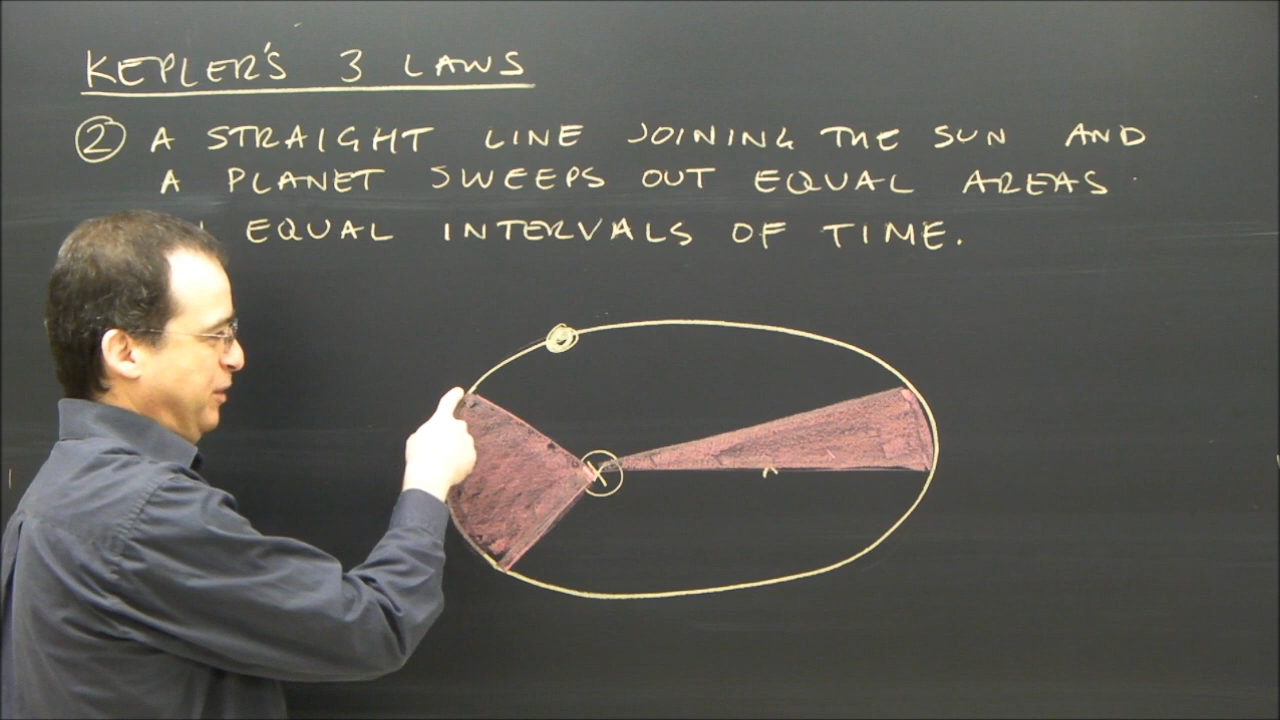 KEPLER'S 3 LAWS
② A STRAIGHT LINE JOINING THE SUN AND
A PLANET SWEEPS OUT EQUAL AREAS
EQUAL INTERVALS OF TIME.